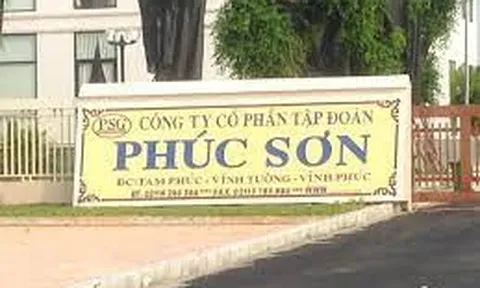 PSG CÔNG TY CỔ PHẦN TẬP ĐOÀN
PHÚC SƠN
ĐC: TAM PHÚC - VĨNH TƯỜNG - VĨNH PHÚC